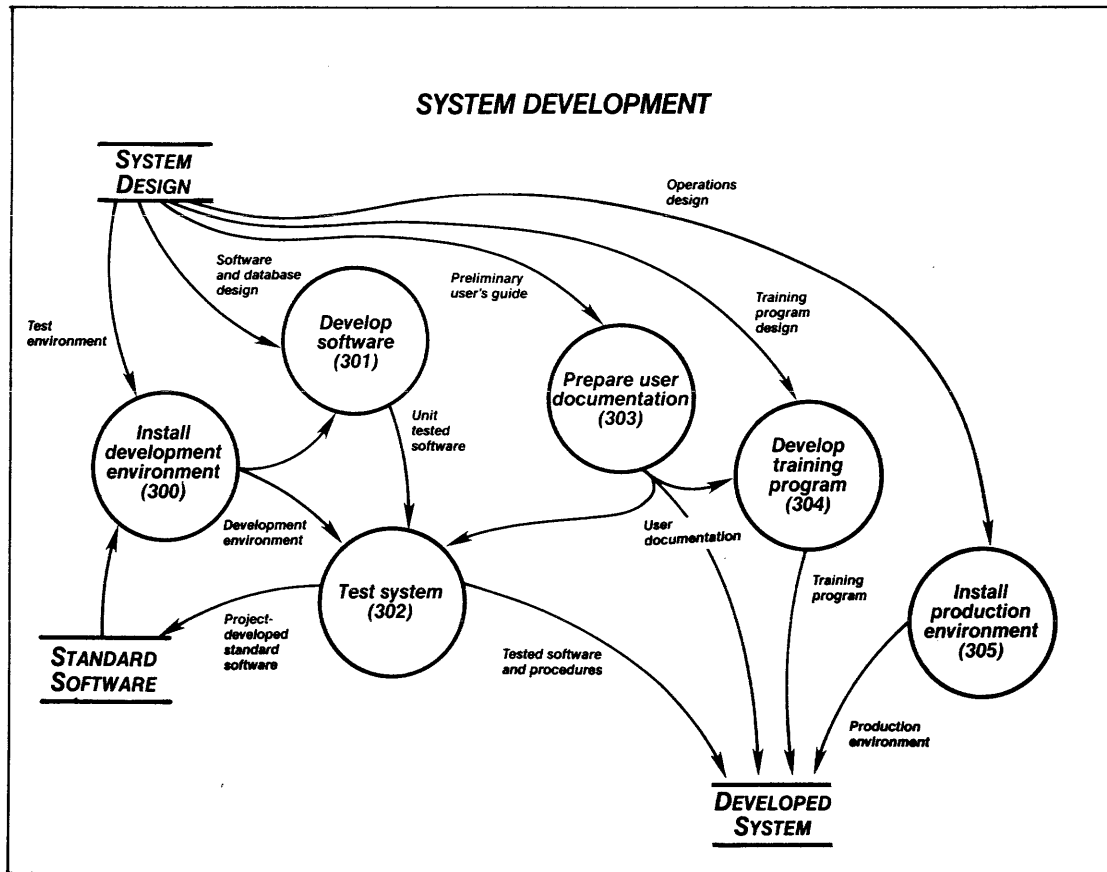 SYSTEM DEVELOPMENT
SYSTEM
DESIGN
Operations
design
Software
and database
design
Preliminary
user's guide
Training
program
design
Test
environment
Develop
software
(301)
Prepare user
documentation
(303)
Install
development
environment
(300)
Unit
tested
software
Develop
training
program
(304)
Development
environment
User
documentation
Test system
(302)
Training
program
Install
production
environment
(305)
Project-
developed
standard
software
STANDARD
SOFTWARE
Tested software
and procedures
Production
environment
DEVELOPED
SYSTEM